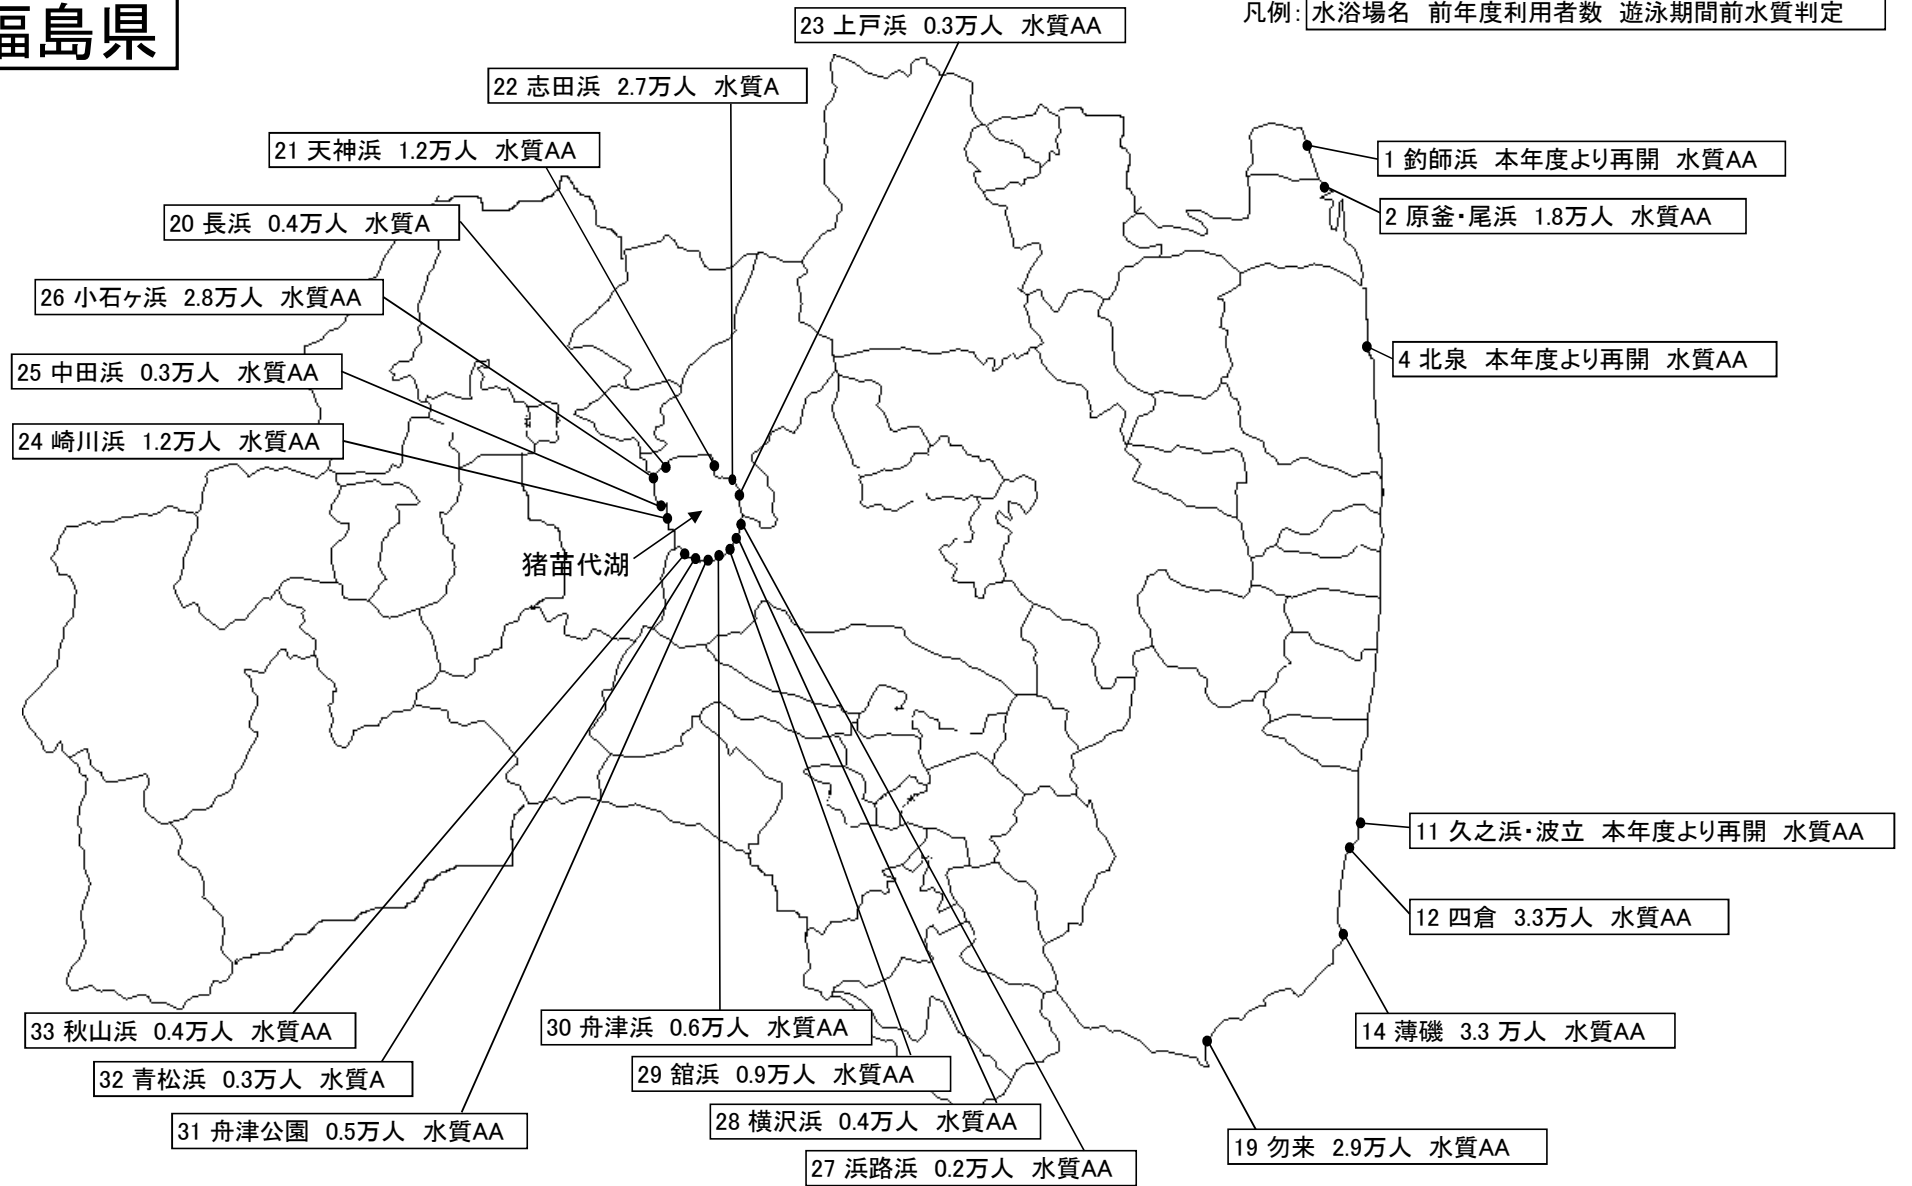 福島県
凡例: 水浴場名 前年度利用者数 遊泳期間前水質判定
23 上戸浜 0.3万人 水質AA
22 志田浜 2.7万人 水質A
21 天神浜 1.2万人 水質AA
20 長浜 0.4万人 水質A
26 小石ヶ浜 2.8万人 水質AA
25 中田浜 0.3万人 水質AA
24 崎川浜 1.2万人 水質AA
猪苗代湖
1 釣師浜 本年度より再開 水質AA
2 原釜・尾浜 1.8万人 水質AA
4 北泉 本年度より再開 水質AA
11 久之浜・波立 本年度より再開 水質AA
12 四倉 3.3万人 水質AA
14 薄磯 3.3 万人 水質AA
19 勿来 2.9万人 水質AA
33 秋山浜 0.4万人 水質AA
32 青松浜 0.3万人 水質A
31 舟津公園 0.5万人 水質AA
30 舟津浜 0.6万人 水質AA
29 舘浜 0.9万人 水質AA
28 横沢浜 0.4万人 水質AA
27 浜路浜 0.2万人 水質AA